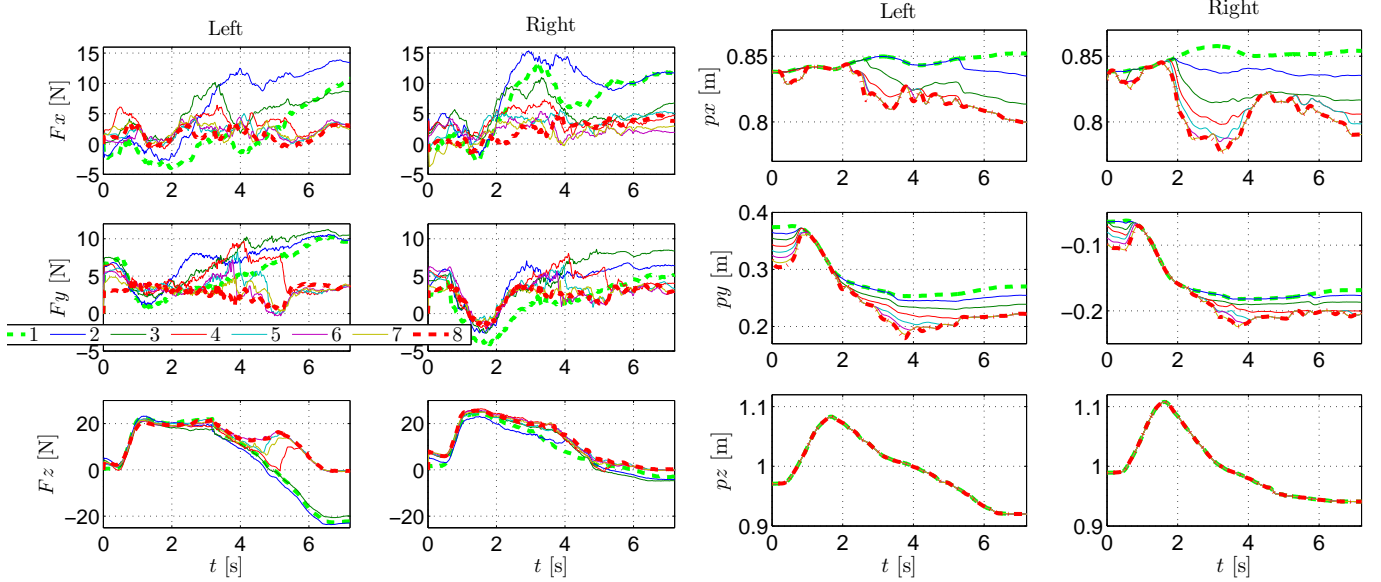 Left Right Left Right
15 10 5 0 −5
Fx [N]
0 2 4 6
15 10 5 0 −5
0 2 4 6
0.85 0.8
px [m]
0 2 4 6
0.85 0.8
0 2 4 6
10 5 0 −5
Fy [N]
0 2 4 6
10 5 0 −5
0 2 4 6
0.4 0.3 0.2
py [m]
0 2 4 6
−0.1 −0.2
0 2 4 6
1 2 3 4 5 6 7 8
20 0 −20
Fz [N]
0 2 4 6
t [s]
20 0 −20
0 2 4 6
t [s]
1.1 1 0.9
pz [m]
0 2 4 6
t [s]
1.1 1 0.9
0 2 4 6
t [s]